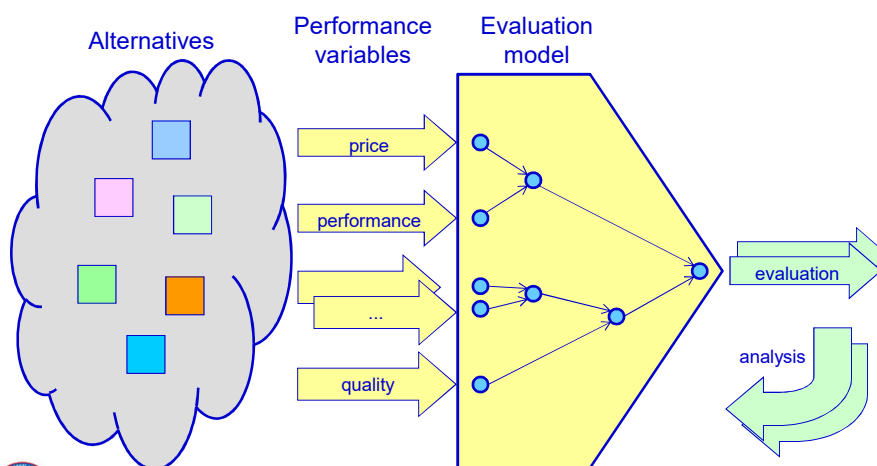 Alternatives
Performance
variables
Evaluation
model
price
performance
...
quality
evaluation
analysis